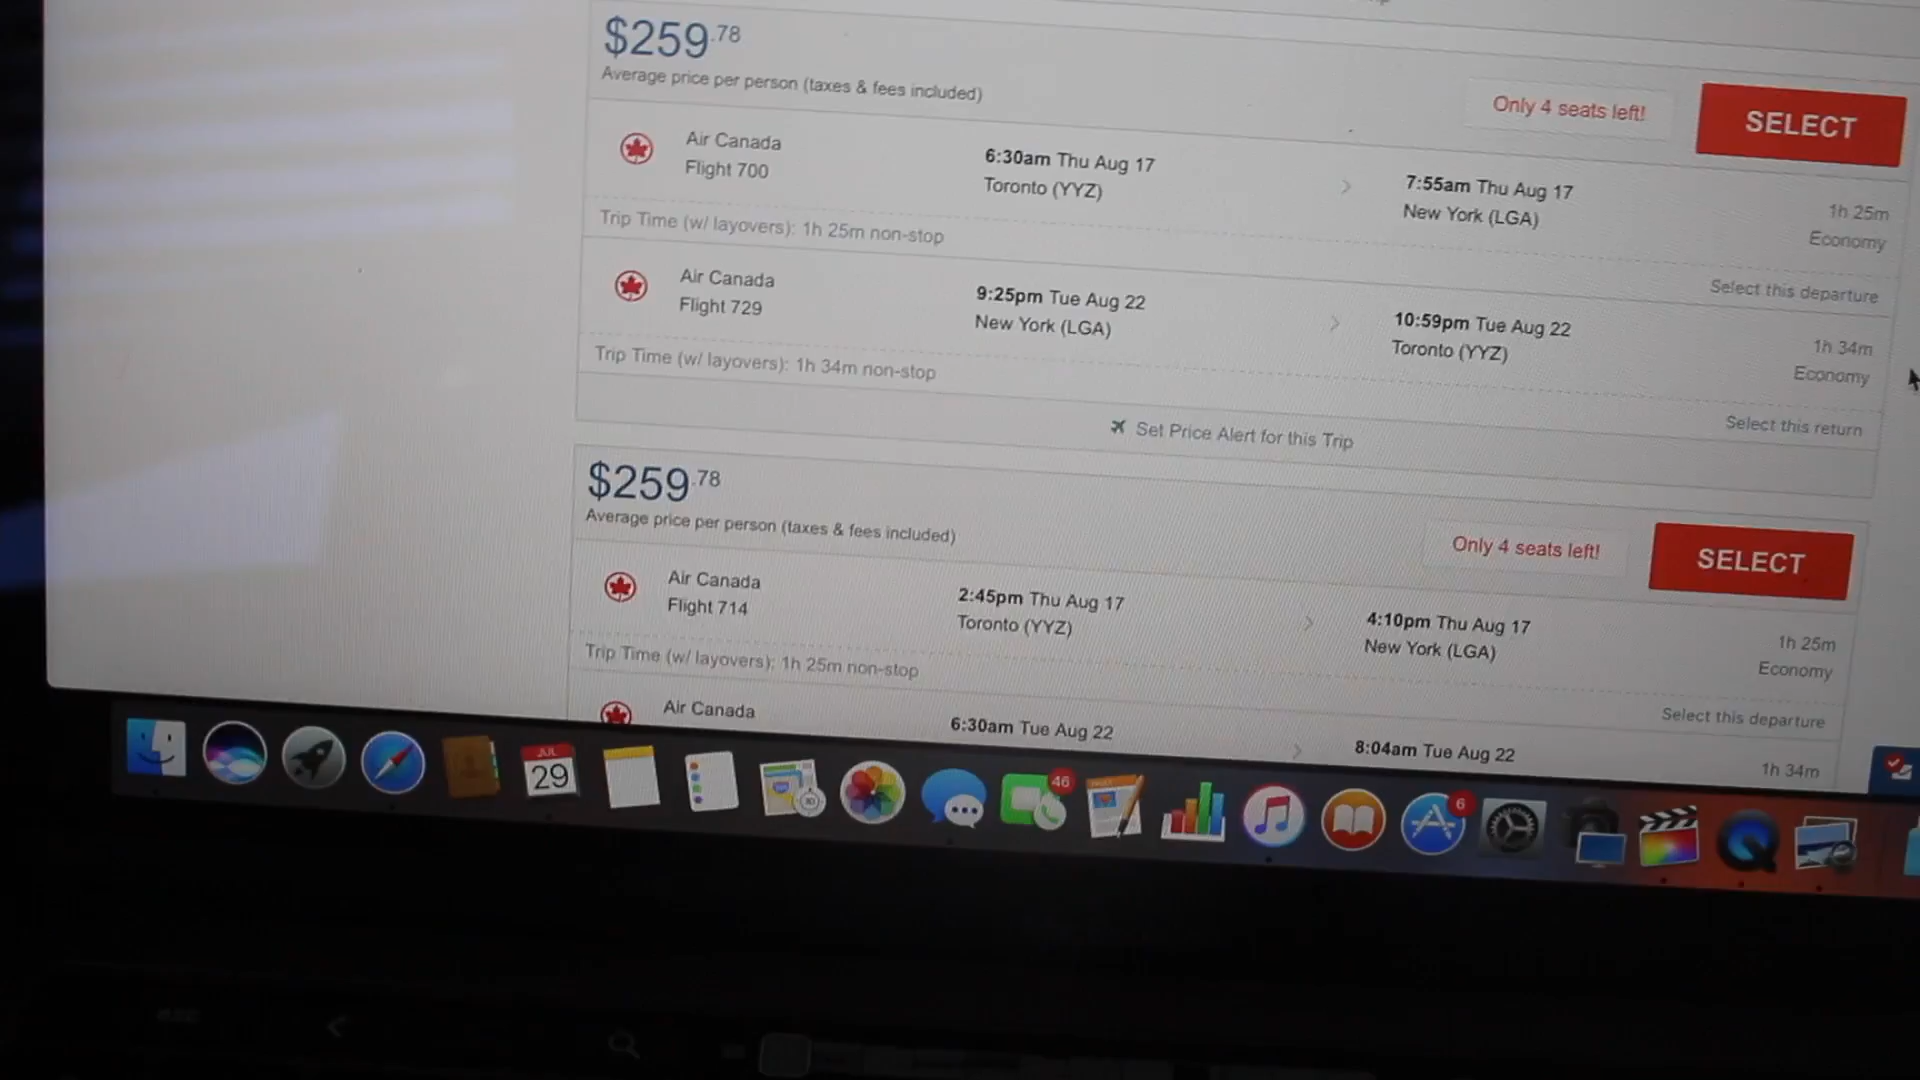 $259.78
Average price per person (taxes & fees included)
Only 4 seats left!
SELECT
Air Canada
Flight 700
6:30am Thu Aug 17
Toronto (YYZ)
7:55am Thu Aug 17
New York (LGA)
1h 25m
Economy
Trip Time (w/ layovers): 1h 25m non-stop
Select this departure
Air Canada
Flight 729
9:25pm Tue Aug 22
New York (LGA)
10:59pm Tue Aug 22
Toronto (YYZ)
1h 34m
Economy
Trip Time (w/ layovers): 1h 34m non-stop
Select this return
Set Price Alert for this Trip
$259.78
Average price per person (taxes & fees included)
Only 4 seats left!
SELECT
Air Canada
Flight 714
2:45pm Thu Aug 17
Toronto (YYZ)
4:10pm Thu Aug 17
New York (LGA)
1h 25m
Economy
Trip Time (w/ layovers): 1h 25m non-stop
Select this departure
Air Canada
6:30am Tue Aug 22
8:04am Tue Aug 22
1h 34m
JUL
29
46
6